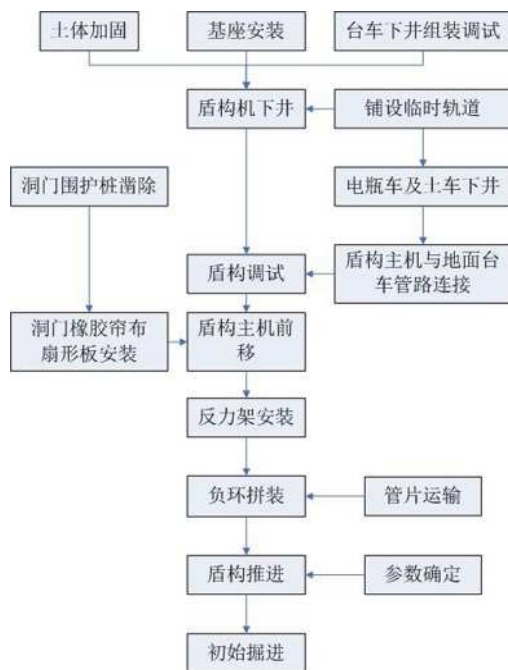 土体加固
基座安装
台车下井组装调试
盾构机下井
铺设临时轨道
洞门围护桩凿除
电瓶车及土车下井
盾构调试
盾构主机与地面台
车管路连接
洞门橡胶帘布
扇形板安装
盾构主机前
移
反力架安装
负环拼装
管片运输
盾构推进
参数确定
初始掘进